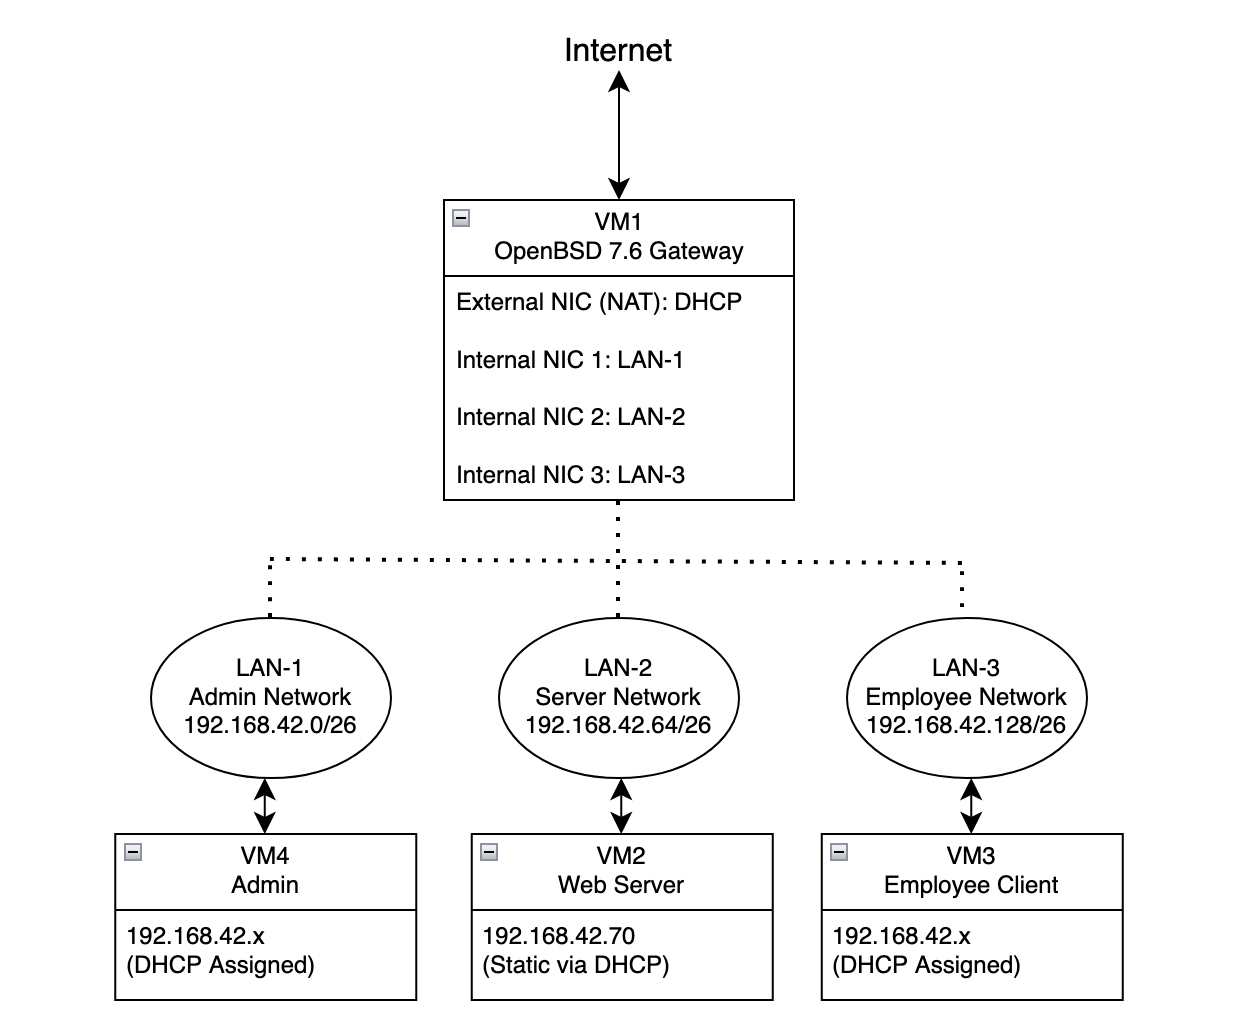 Internet
VM1
OpenBSD 7.6 Gateway
External NIC (NAT): DHCP
Internal NIC 1: LAN-1
Internal NIC 2: LAN-2
Internal NIC 3: LAN-3
LAN-1
Admin Network
192.168.42.0/26
LAN-2
Server Network
192.168.42.64/26
LAN-3
Employee Network
192.168.42.128/26
VM4
Admin
192.168.42.x
(DHCP Assigned)
VM2
Web Server
192.168.42.70
(Static via DHCP)
VM3
Employee Client
192.168.42.x
(DHCP Assigned)